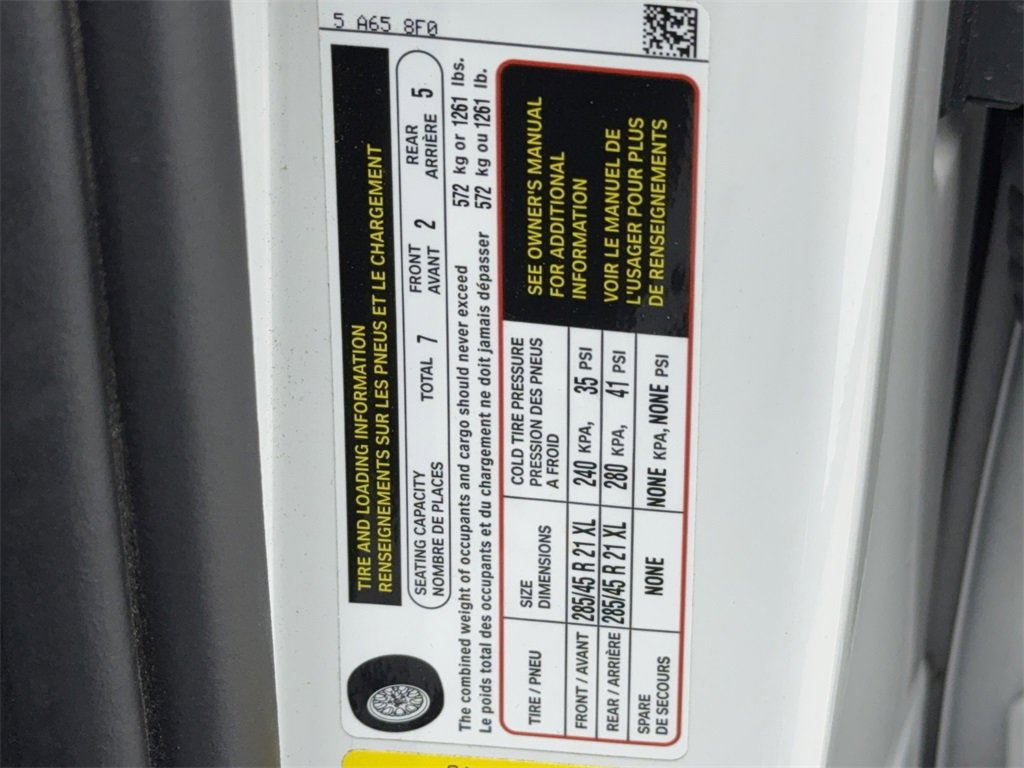 5 A65 8F0
TIRE AND LOADING INFORMATION
RENSEIGNEMENTS SUR LES PNEUS ET LE CHARGEMENT
SEATING CAPACITY
NOMBRE DE PLACES
TOTAL 7
FRONT
AVANT 2
REAR
ARRIÈRE 5
The combined weight of occupants and cargo should never exceed 572 kg or 1261 lbs.
Le poids total des occupants et du chargement ne doit jamais dépasser 572 kg ou 1261 lb.
TIRE / PNEU
SIZE
DIMENSIONS
COLD TIRE PRESSURE
PRESSION DES PNEUS
A FROID
FRONT / AVANT 285/45 R 21 XL 240 KPA, 35 PSI
REAR / ARRIÈRE 285/45 R 21 XL 280 KPA, 41 PSI
SPARE
DE SECOURS
NONE NONE KPA, NONE PSI
SEE OWNER'S MANUAL
FOR ADDITIONAL
INFORMATION
VOIR LE MANUEL DE
L'USAGER POUR PLUS
DE RENSEIGNEMENTS